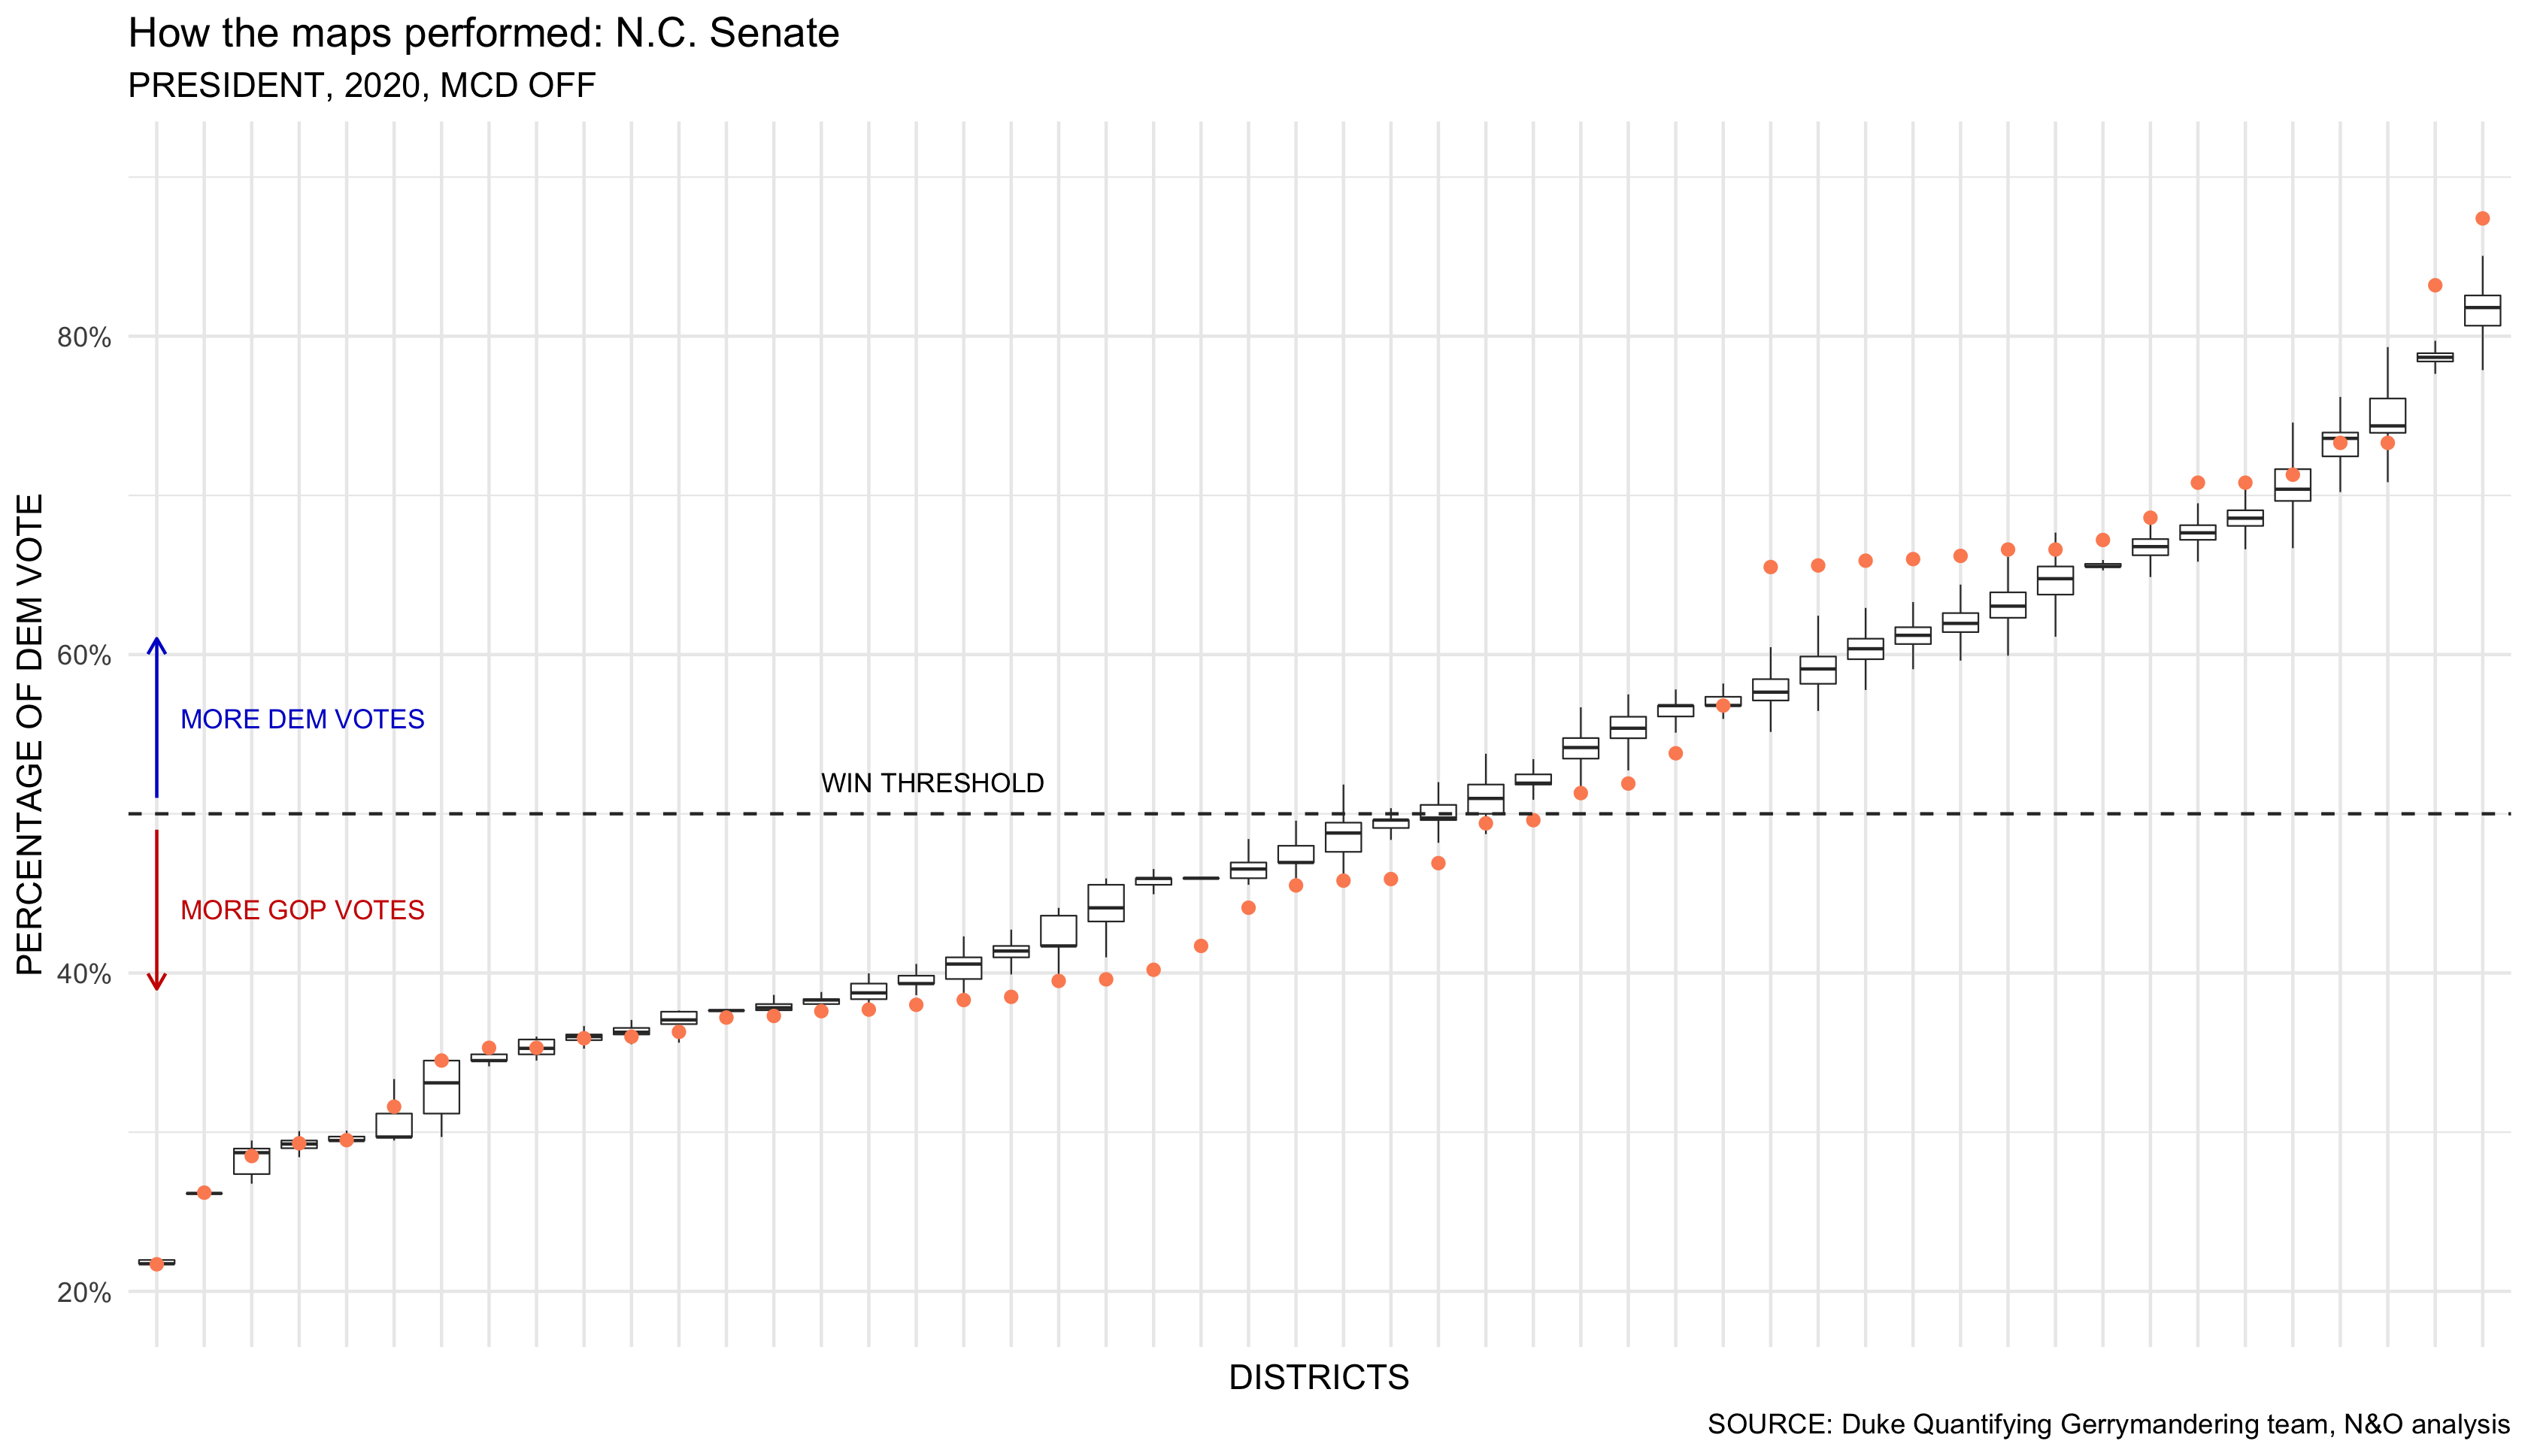 How the maps performed: N.C. Senate
PRESIDENT, 2020, MCD OFF
PERCENTAGE OF DEM VOTE
80%
60%
40%
20%
MORE DEM VOTES
WIN THRESHOLD
MORE GOP VOTES
DISTRICTS
SOURCE: Duke Quantifying Gerrymandering team, N&O analysis